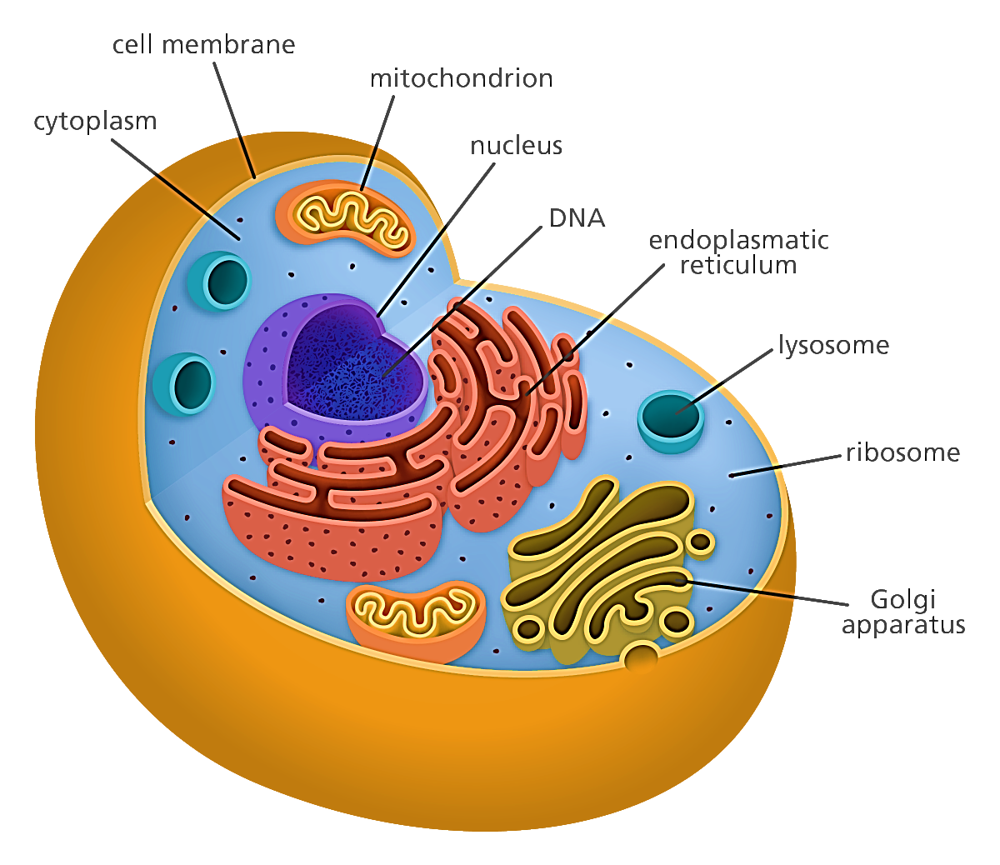 cell membrane
mitochondrion
cytoplasm
nucleus
DNA
endoplasmatic
reticulum
lysosome
ribosome
Golgi
apparatus